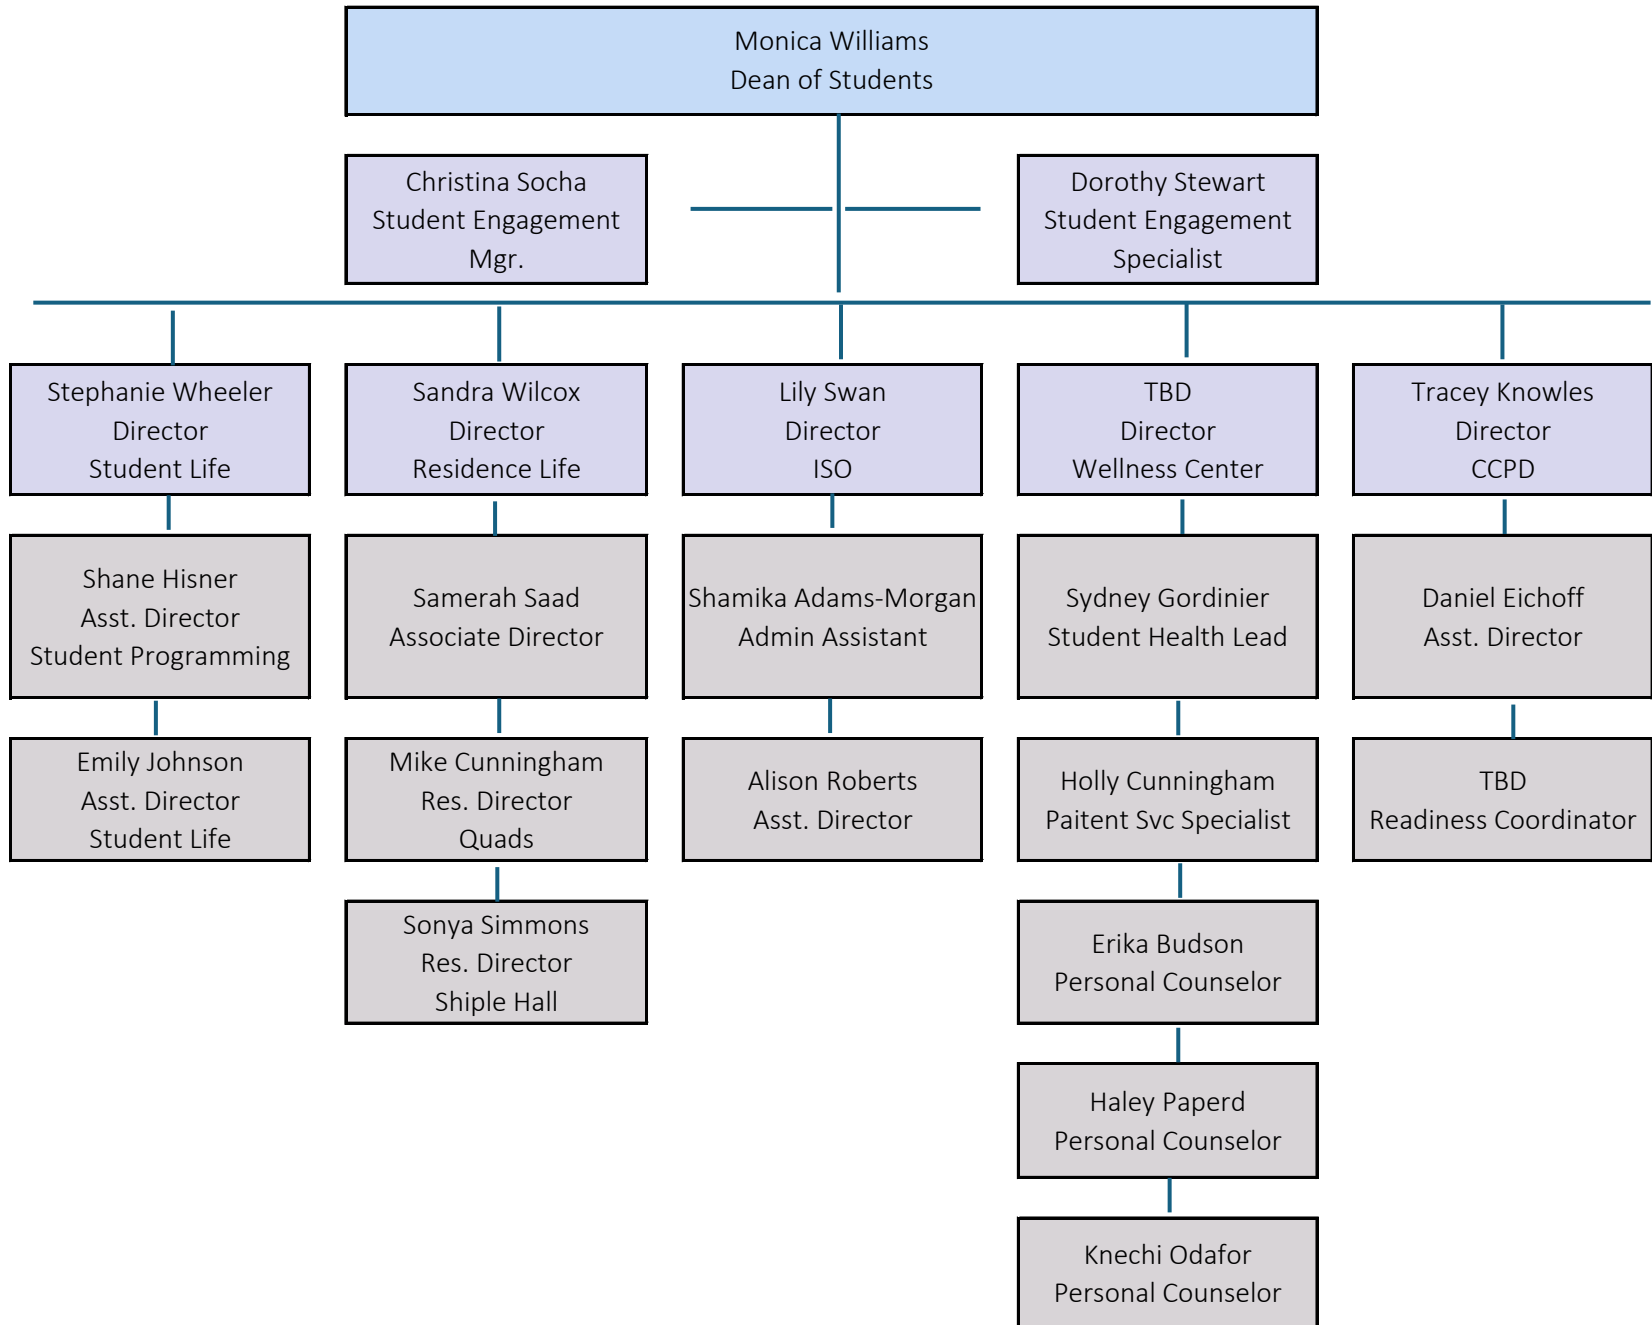 Monica Williams
Dean of Students
Christina Socha
Student Engagement
Mgr.
Dorothy Stewart
Student Engagement
Specialist
Stephanie Wheeler
Director
Student Life
Sandra Wilcox
Director
Residence Life
Lily Swan
Director
ISO
TBD
Director
Wellness Center
Tracey Knowles
Director
CCPD
Shane Hisner
Asst. Director
Student Programming
Samerah Saad
Associate Director
Shamika Adams-Morgan
Admin Assistant
Sydney Gordinier
Student Health Lead
Daniel Eichoff
Asst. Director
Emily Johnson
Asst. Director
Student Life
Mike Cunningham
Res. Director
Quads
Alison Roberts
Asst. Director
Holly Cunningham
Paitent Svc Specialist
TBD
Readiness Coordinator
Sonya Simmons
Res. Director
Shiple Hall
Erika Budson
Personal Counselor
Haley Paperd
Personal Counselor
Knechi Odafor
Personal Counselor